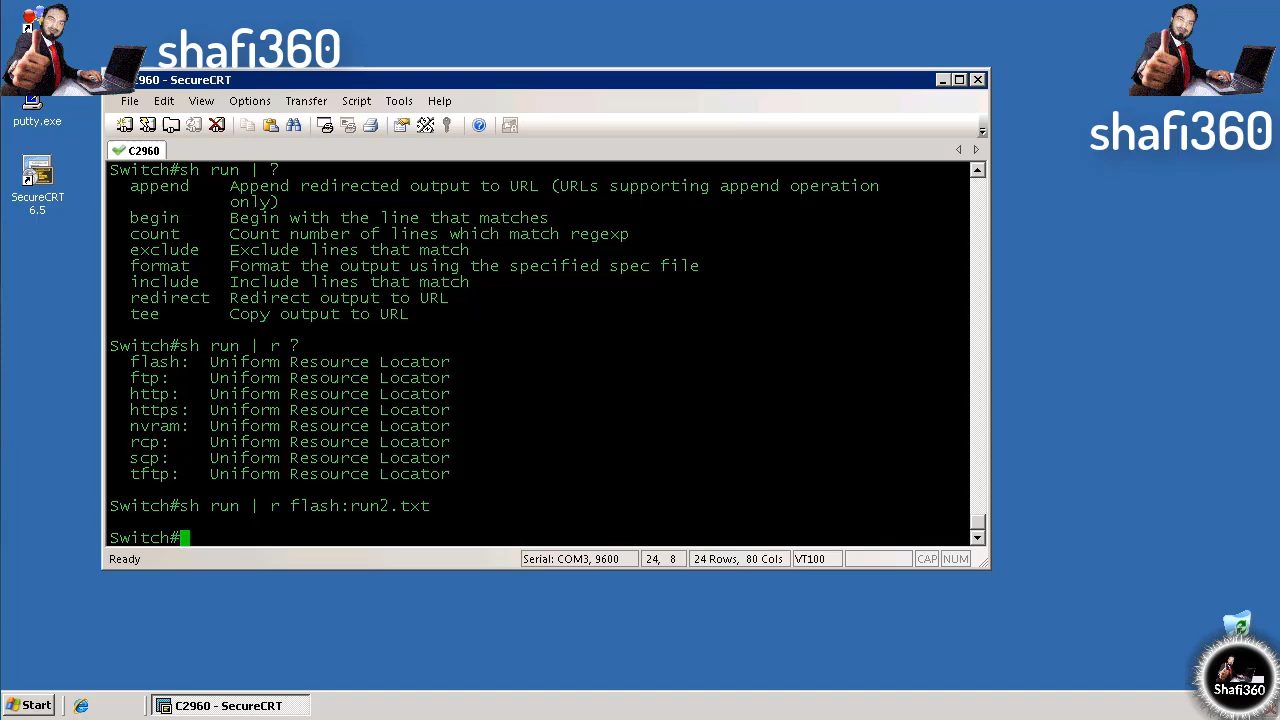 shafi360
shafi360
2960 - SecureCRT
File Edit View Options Transfer Script Tools Help
putty.exe
C2960
SecureCRT
6.5
Switch#sh run | ?
append Append redirected output to URL (URLs supporting append operation
only)
begin Begin with the line that matches
count Count number of lines which match regexp
exclude Exclude lines that match
format Format the output using the specified spec file
include Include lines that match
redirect Redirect output to URL
tee Copy output to URL
Switch#sh run | r ?
flash: Uniform Resource Locator
ftp: Uniform Resource Locator
http: Uniform Resource Locator
https: Uniform Resource Locator
nvram: Uniform Resource Locator
rcp: Uniform Resource Locator
scp: Uniform Resource Locator
tftp: Uniform Resource Locator
Switch#sh run | r flash:run2.txt
Switch#
Ready Serial: COM3, 9600 24, 8 24 Rows, 80 Cols VT100 CAP NUM
Shafi360
Start C2960 - SecureCRT